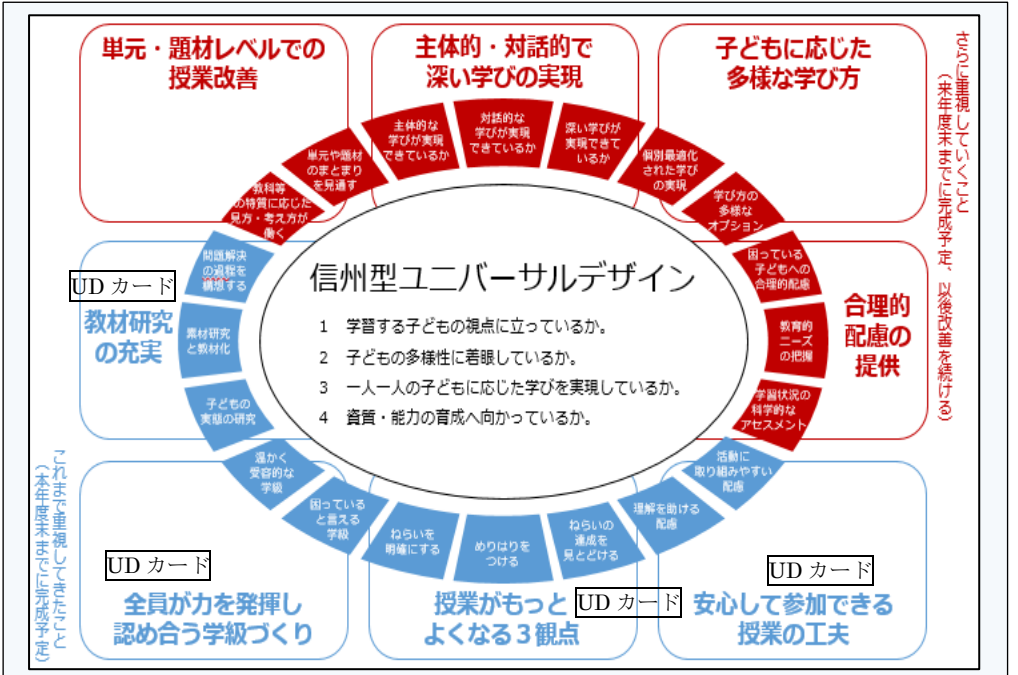 単元・題材レベルでの
授業改善
主体的・対話的で
深い学びの実現
子どもに応じた
多様な学び方
さらに重視していくこと
（来年度末までに完成予定、以後改善を続ける）
教科等
の特質に応じた
見方・考え方が
働く
単元や題材
のまとまり
を見通す
主体的な
学びが実現
できているか
対話的な
学びが実現
できているか
深い学びが
実現できて
いるか
個別最適化
された学び
の実現
学び方の
多様な
オプション
困っている
子どもへの
合理的配慮
教育的
ニーズ
の把握
学習状況の
科学的な
アセスメント
合理的
配慮の
提供
信州型ユニバーサルデザイン
1 学習する子どもの視点に立っているか。
2 子どもの多様性に着眼しているか。
3 一人一人の子どもに応じた学びを実現しているか。
4 資質・能力の育成へ向かっているか。
UDカード
教材研究
の充実
問題解決
の過程を
構想する
素材研究
と教材化
子どもの
実態の研究
温かく
受容的な
学級
困っている
と言える
学級
ねらいを
明確にする
めりはりを
つける
ねらいの
達成を
見とどける
理解を助ける
配慮
活動に
取り組みやすい
配慮
これまで重視してきたこと
（本年度末までに完成予定）
UDカード
全員が力を発揮し
認め合う学級づくり
授業がもっと
よくなる３観点
UDカード
UDカード
安心して参加できる
授業の工夫